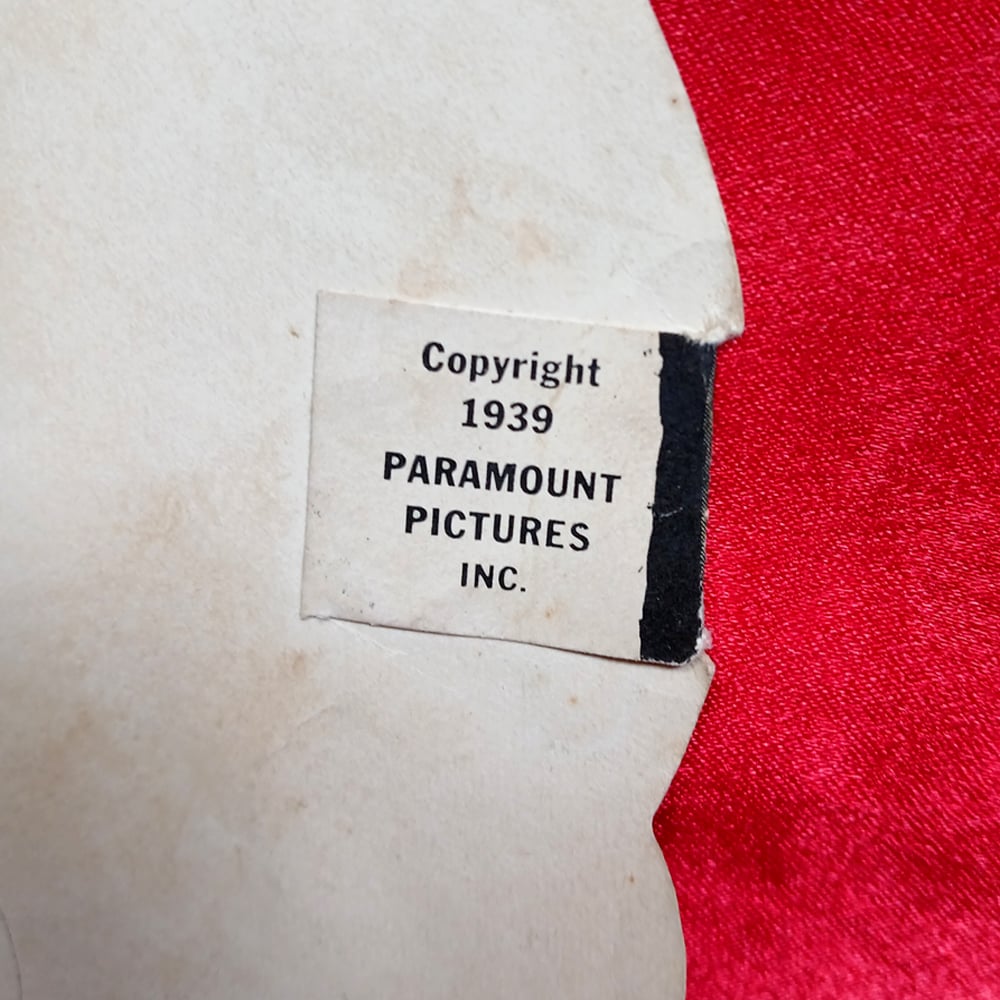 Copyright
1939
PARAMOUNT
PICTURES
INC.